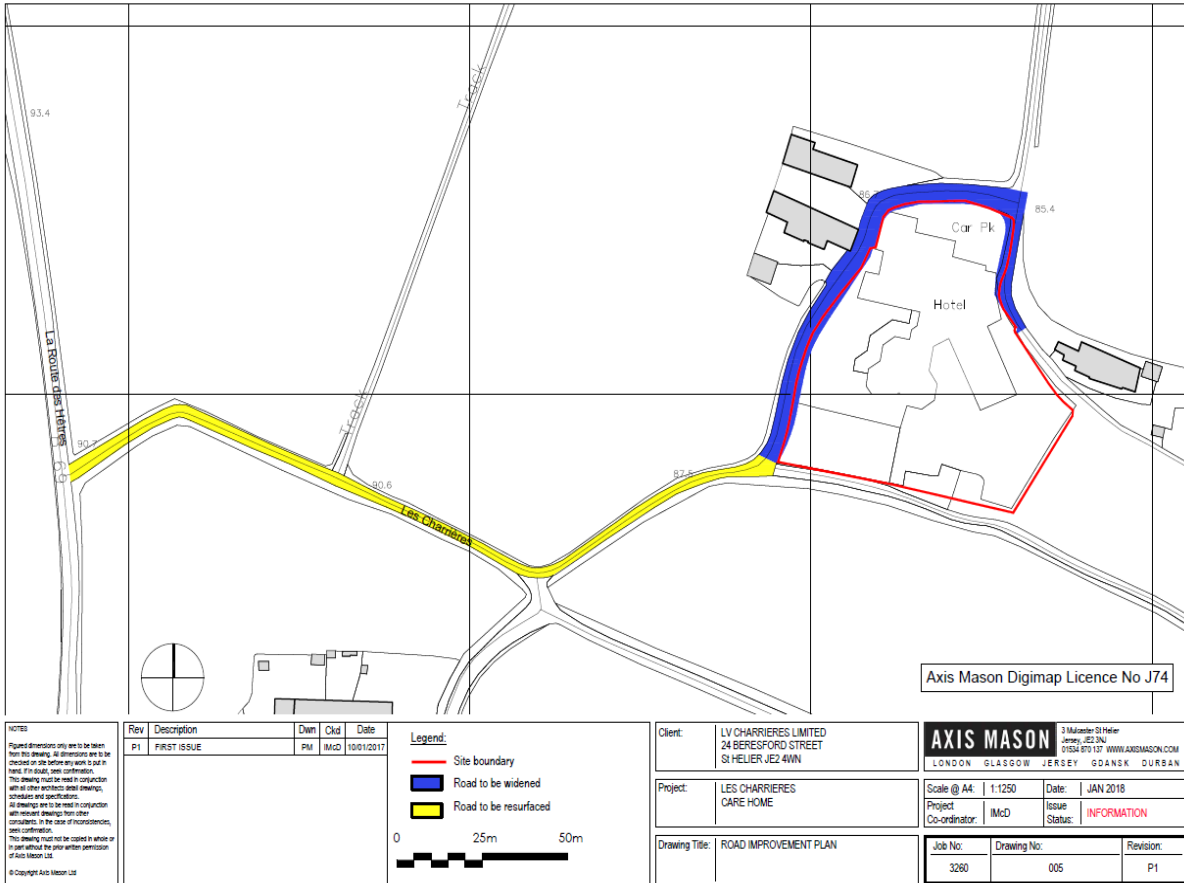 93.4
Track
86.7
85.4
Car Pk
Hotel
La Route des Hêtres
Track
90.7
B 69
90.6
87.5
Les Charrières
Axis Mason Digimap Licence No J74
NOTES
Figured dimensions only are to be taken
from this drawing. All dimensions are to be
checked on site before any work is put in
hand. If in doubt, seek confirmation.
This drawing must be read in conjunction
with all other architects detail drawings,
schedules and specifications.
All drawings are to be read in conjunction
with relevant drawings from other
consultants. In the case of inconsistencies,
seek confirmation.
This drawing must not be copied in whole or
in part without the prior written permission
of Axis Mason Ltd.
© Copyright Axis Mason Ltd
Rev Description Dwn Ckd Date
P1 FIRST ISSUE PM IMcD 10/01/2017
Legend:
Site boundary
Road to be widened
Road to be resurfaced
0 25m 50m
Client: LV CHARRIERES LIMITED
24 BERESFORD STREET
St HELIER JE2 4WN
Project: LES CHARRIERES
CARE HOME
Drawing Title: ROAD IMPROVEMENT PLAN
AXIS MASON
3 Mulcaster St Helier
Jersey, JE2 3NJ
01534 870 137 WWW.AXISMASON.COM
LONDON GLASGOW JERSEY GDANSK DURBAN
Scale @ A4: 1:1250 Date: JAN 2018
Project
Co-ordinator: IMcD Issue
Status: INFORMATION
Job No: Drawing No: Revision:
3260 005 P1